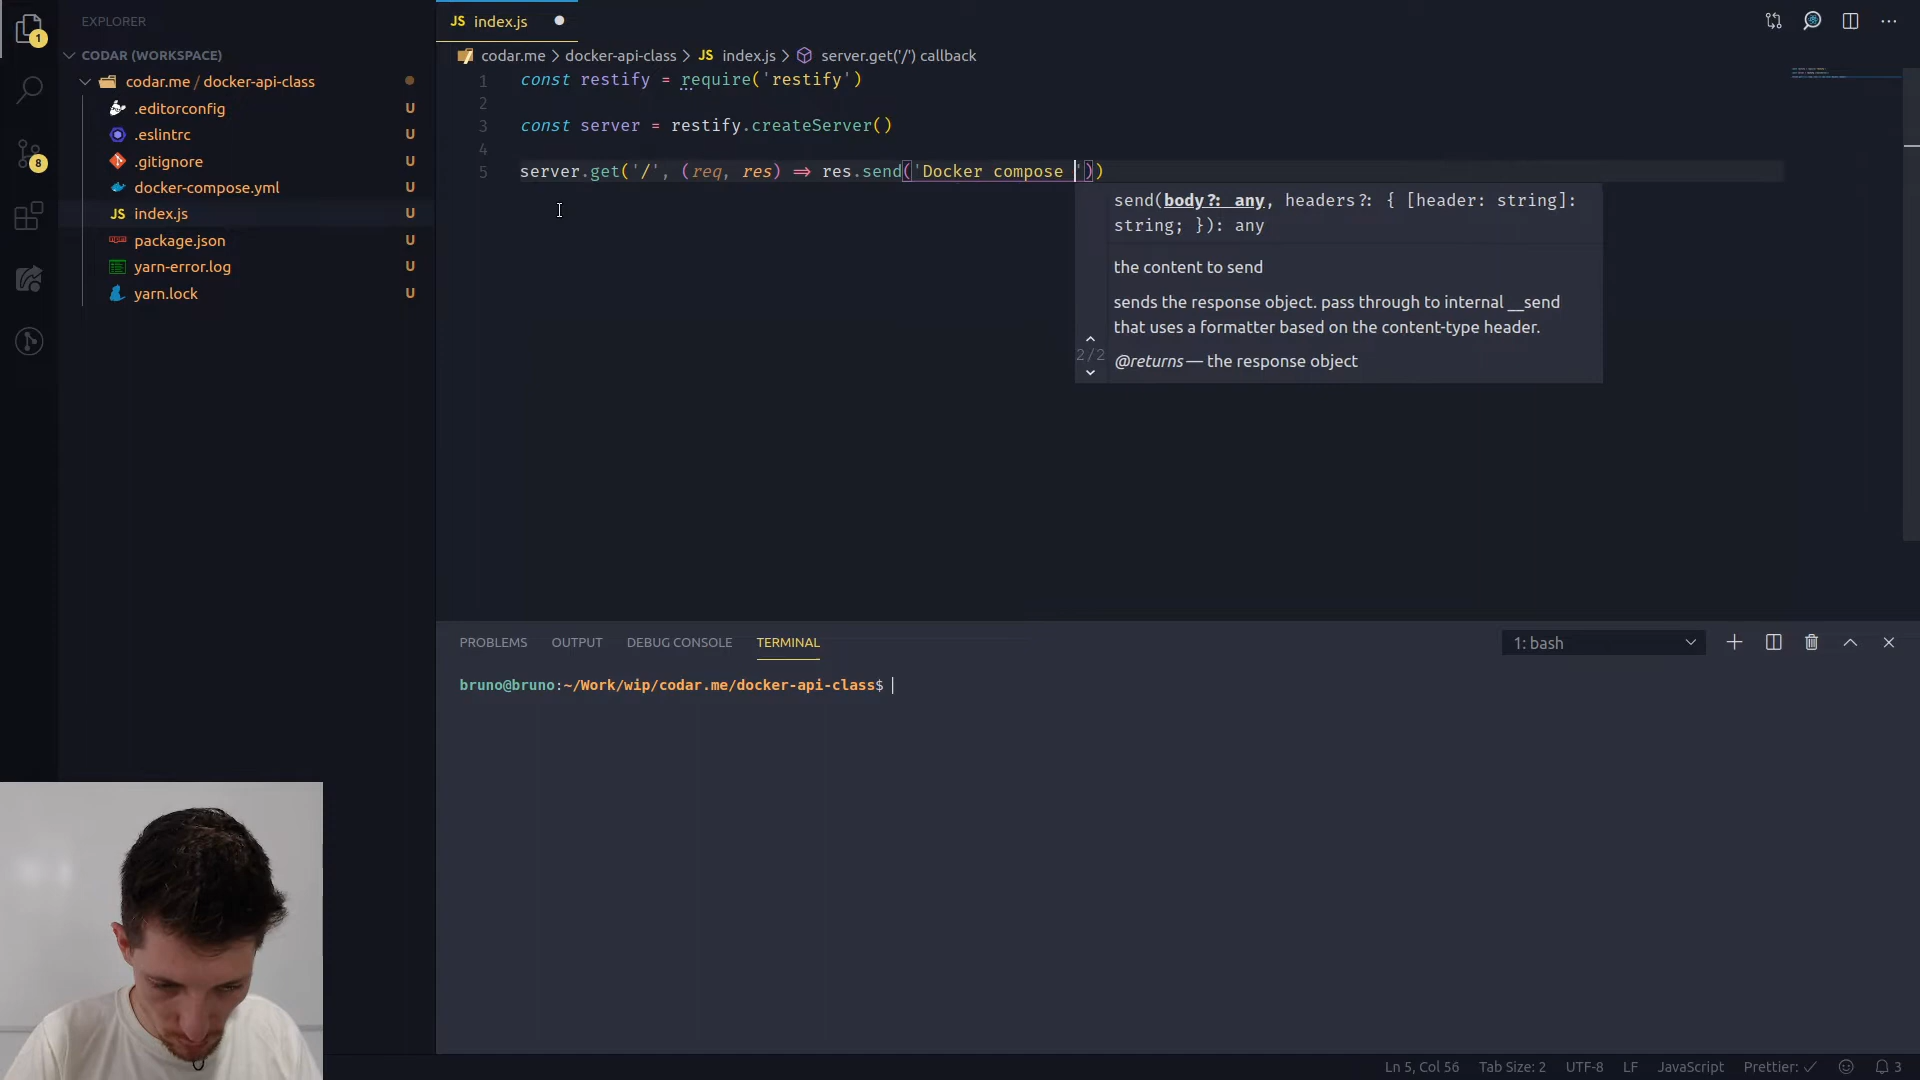 EXPLORER
CODAR (WORKSPACE)
codar.me / docker-api-class
.editorconfig U
.eslintrc U
.gitignore U
docker-compose.yml U
JS index.js U
package.json U
yarn-error.log U
yarn.lock U
1
8
JS index.js
codar.me > docker-api-class > JS index.js > server.get('/') callback
1 const restify = require('restify')
2
3 const server = restify.createServer()
4
5 server.get('/', (req, res) => res.send('Docker compose '))
send(body?: any, headers?: { [header: string]:
string; }): any
the content to send
sends the response object. pass through to internal __send
that uses a formatter based on the content-type header.
2/2
@returns — the response object
PROBLEMS OUTPUT DEBUG CONSOLE TERMINAL 1: bash
bruno@bruno:~/Work/wip/codar.me/docker-api-class$
Ln 5, Col 56 Tab Size: 2 UTF-8 LF JavaScript Prettier: ✓ 3